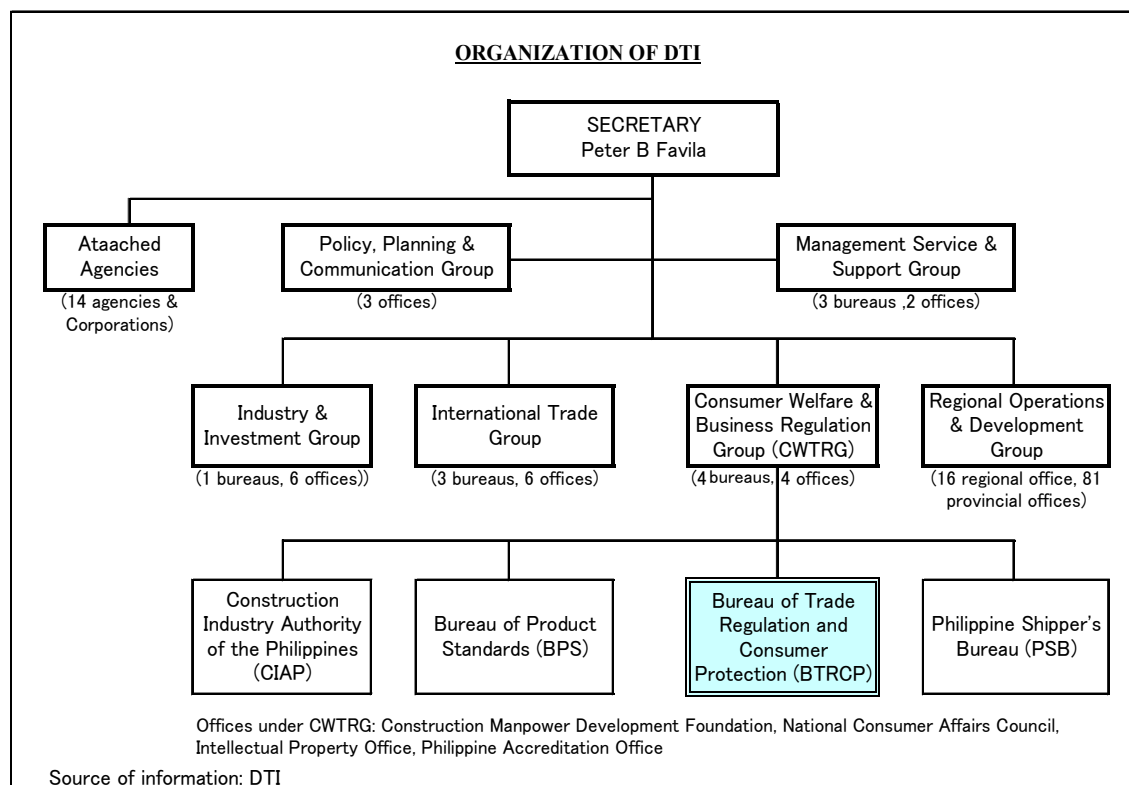 ORGANIZATION OF DTI
SECRETARY
Peter B Favila
Ataached
Agencies
(14 agencies &
Corporations)
Policy, Planning &
Communication Group
(3 offices)
Management Service &
Support Group
(3 bureaus ,2 offices)
Industry &
Investment Group
(1 bureaus, 6 offices))
International Trade
Group
(3 bureaus, 6 offices)
Consumer Welfare &
Business Regulation
Group (CWTRG)
(4 bureaus, 4 offices)
Regional Operations
& Development
Group
(16 regional office, 81
provincial offices)
Construction
Industry Authority
of the Philippines
(CIAP)
Bureau of Product
Standards (BPS)
Bureau of Trade
Regulation and
Consumer
Protection (BTRCP)
Philippine Shipper's
Bureau (PSB)
Offices under CWTRG: Construction Manpower Development Foundation, National Consumer Affairs Council,
Intellectual Property Office, Philippine Accreditation Office
Source of information: DTI